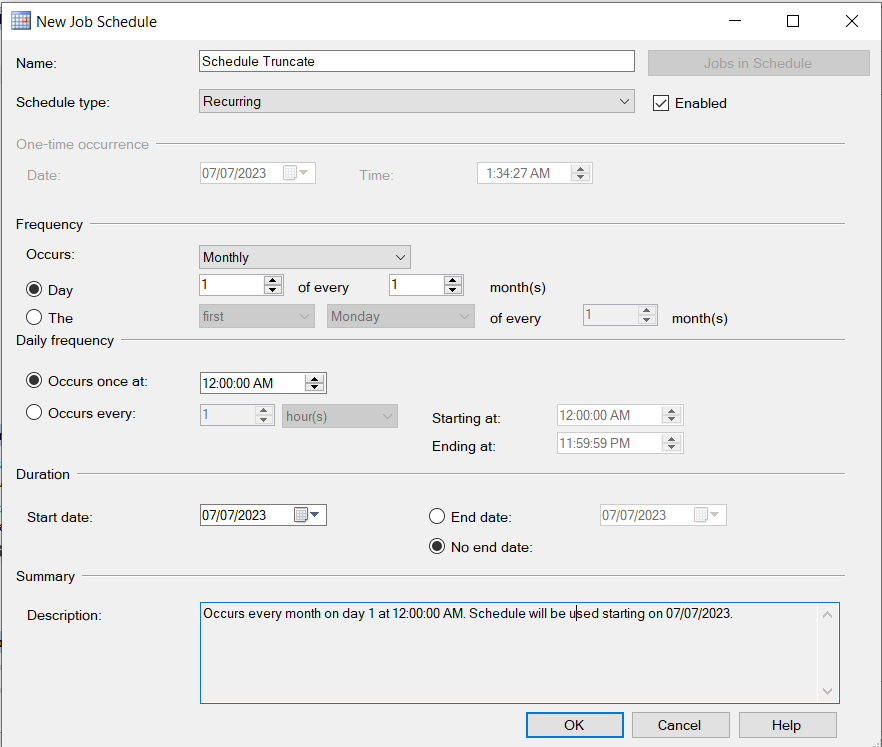 New Job Schedule
Name: Schedule Truncate Jobs in Schedule
Schedule type: Recurring Enabled
One-time occurrence
Date: 07/07/2023 Time: 1:34:27 AM
Frequency
Occurs: Monthly
Day 1 of every 1 month(s)
The first Monday of every 1 month(s)
Daily frequency
Occurs once at: 12:00:00 AM
Occurs every: 1 hour(s) Starting at: 12:00:00 AM
Ending at: 11:59:59 PM
Duration
Start date: 07/07/2023 End date: 07/07/2023
No end date:
Summary
Description: Occurs every month on day 1 at 12:00:00 AM. Schedule will be used starting on 07/07/2023.
OK Cancel Help